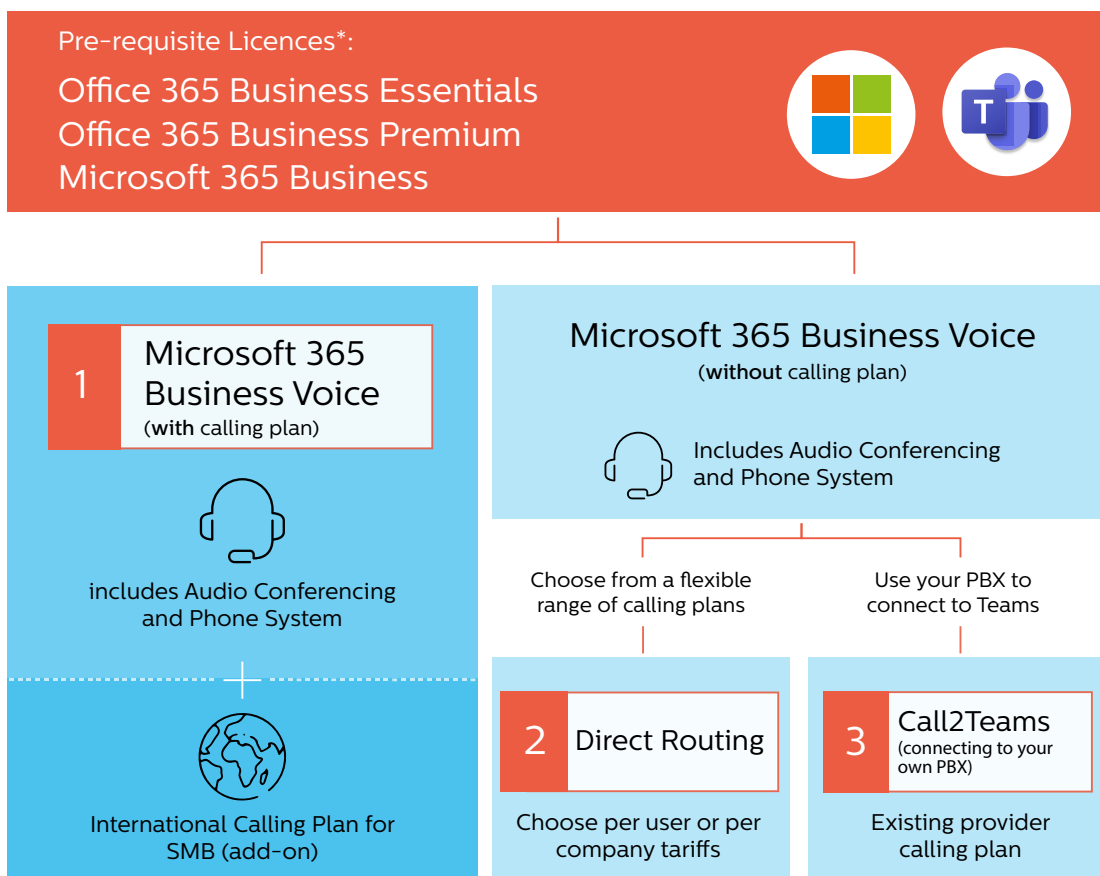 Pre-requisite Licences*:
Office 365 Business Essentials
Office 365 Business Premium
Microsoft 365 Business
T
1
Microsoft 365
Business Voice
(with calling plan)
includes Audio Conferencing
and Phone System
International Calling Plan for
SMB (add-on)
Microsoft 365 Business Voice
(without calling plan)
Includes Audio Conferencing
and Phone System
Choose from a flexible
range of calling plans
2
Direct Routing
Choose per user or per
company tariffs
Use your PBX to
connect to Teams
3
Call2Teams
(connecting to your
own PBX)
Existing provider
calling plan